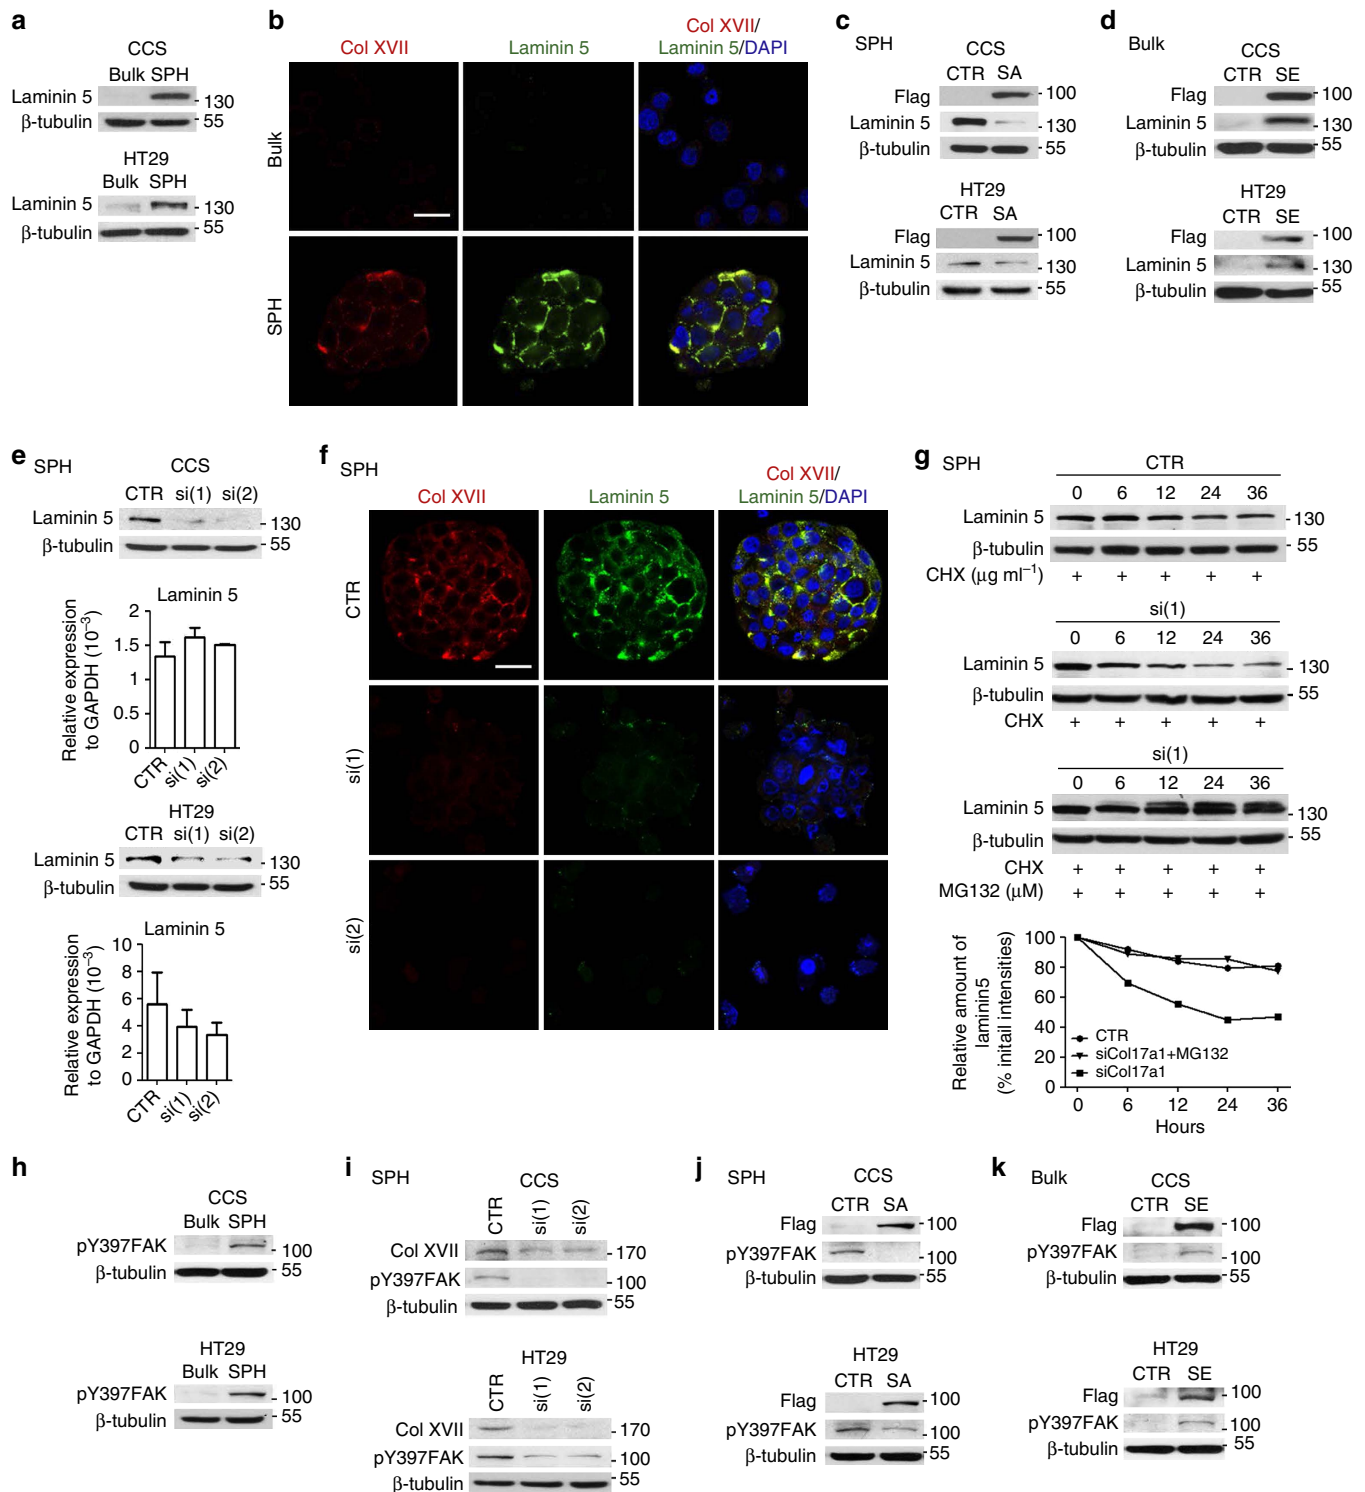 a
CCS
Bulk SPH
Laminin 5
130
β-tubulin
55
HT29
Bulk SPH
Laminin 5
130
β-tubulin
55
b
Col XVII
Laminin 5
Col XVII/
Laminin 5/DAPI
Bulk
SPH
c
SPH
CCS
CTR SA
Flag
100
Laminin 5
130
β-tubulin
55
HT29
CTR SA
Flag
100
Laminin 5
130
β-tubulin
55
d
Bulk
CCS
CTR SE
Flag
100
Laminin 5
130
β-tubulin
55
HT29
CTR SE
Flag
100
Laminin 5
130
β-tubulin
55
e
SPH
CCS
CTR si(1) si(2)
Laminin 5
130
β-tubulin
55
Laminin 5
Relative expression
to GAPDH (10⁻³)
2
1.5
1
0.5
0
CTR
si(1)
si(2)
HT29
CTR si(1) si(2)
Laminin 5
130
β-tubulin
55
Laminin 5
Relative expression
to GAPDH (10⁻³)
10
8
6
4
2
0
CTR
si(1)
si(2)
f
SPH
Col XVII
Laminin 5
Col XVII/
Laminin 5/DAPI
CTR
si(1)
si(2)
g
SPH
CTR
0 6 12 24 36
Laminin 5
130
β-tubulin
55
CHX (μg ml⁻¹) + + + + +
si(1)
0 6 12 24 36
Laminin 5
130
β-tubulin
55
CHX + + + + +
si(1)
0 6 12 24 36
Laminin 5
130
β-tubulin
55
CHX + + + + +
MG132 (μM) + + + + +
Relative amount of
laminin5
(% initail intensities)
100
80
60
40
20
0
CTR
siCol17a1+MG132
siCol17a1
0 6 12 24 36
Hours
h
CCS
Bulk SPH
pY397FAK
100
β-tubulin
55
HT29
Bulk SPH
pY397FAK
100
β-tubulin
55
i
SPH
CCS
CTR
si(1)
si(2)
Col XVII
170
pY397FAK
100
β-tubulin
55
HT29
CTR
si(1)
si(2)
Col XVII
170
pY397FAK
100
β-tubulin
55
j
SPH
CCS
CTR SA
Flag
100
pY397FAK
100
β-tubulin
55
HT29
CTR SA
Flag
100
pY397FAK
100
β-tubulin
55
k
Bulk
CCS
CTR SE
Flag
100
pY397FAK
100
β-tubulin
55
HT29
CTR SE
Flag
100
pY397FAK
100
β-tubulin
55